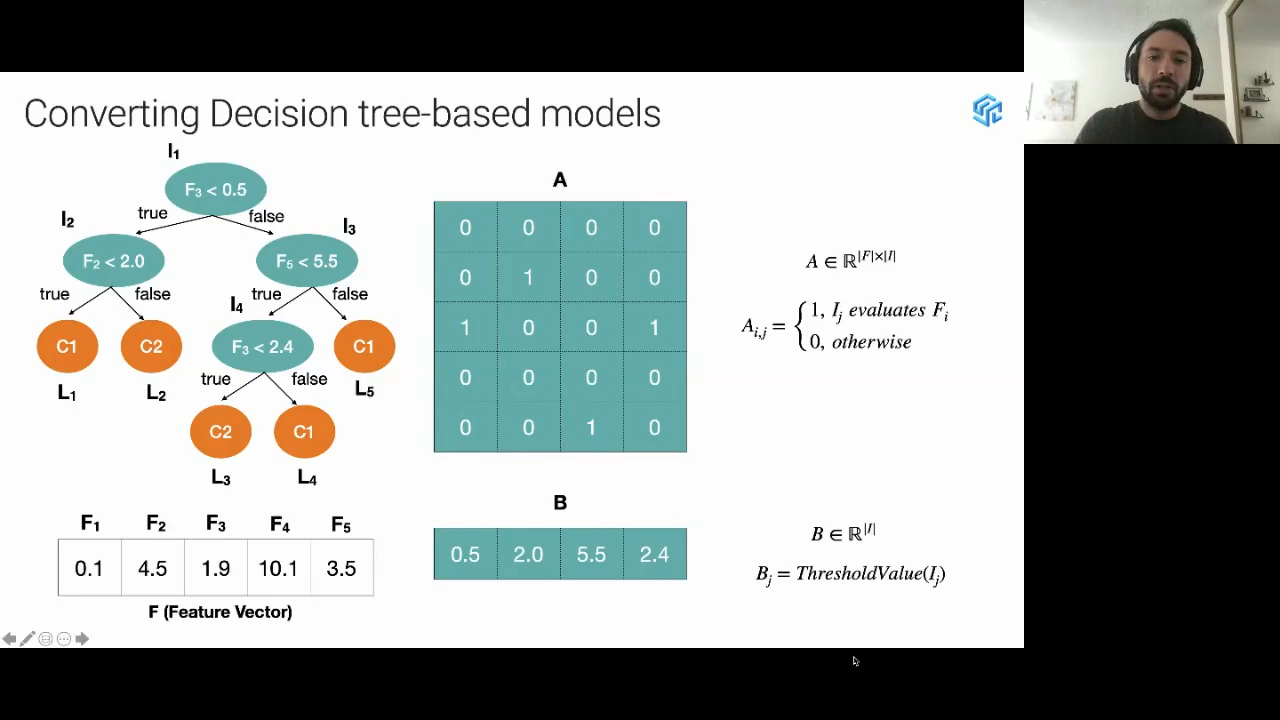 Converting Decision tree-based models
I1
F3 < 0.5
true
false
I2
I3
F2 < 2.0
F5 < 5.5
true
false
true
false
I4
C1
C2
F3 < 2.4
C1
L1
L2
true
false
L5
C2
C1
L3
L4
F1 F2 F3 F4 F5
0.1 4.5 1.9 10.1 3.5
F (Feature Vector)
A
0 0 0 0
0 1 0 0
1 0 0 1
0 0 0 0
0 0 1 0
B
0.5 2.0 5.5 2.4
A ∈ ℝ^|F|×|I|
A_i,j = { 1, I_j evaluates F_i
0, otherwise
B ∈ ℝ^|I|
B_j = ThresholdValue(I_j)